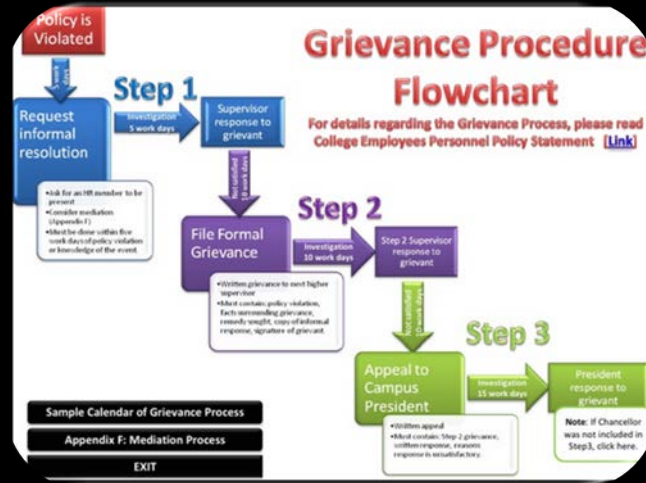 Policy is
Violated
Grievance Procedure
Flowchart
For details regarding the Grievance Process, please read
College Employees Personnel Policy Statement [Link]
5 work
days
Step 1
Request
informal
resolution
Investigation
5 work days
Supervisor
response to
grievant
•Ask for an HR member to be
present
•Consider mediation
(Appendix F)
•Must be done within five
work days of policy violation
or knowledge of the event.
Not satisfied
10 work days
Step 2
File Formal
Grievance
Investigation
10 work days
Step 2 Supervisor
response to
grievant
•Written grievance to next higher
supervisor
•Must contain: policy violation,
facts surrounding grievance,
remedy sought, copy of informal
response, signature of grievant.
Not satisfied
10 work days
Step 3
Appeal to
Campus
President
Investigation
15 work days
President
response to
grievant
•Written appeal
•Must contain: Step 2 grievance,
written response, reasons
response is unsatisfactory.
Note: If Chancellor
was not included in
Step3, click here.
Sample Calendar of Grievance Process
Appendix F: Mediation Process
EXIT